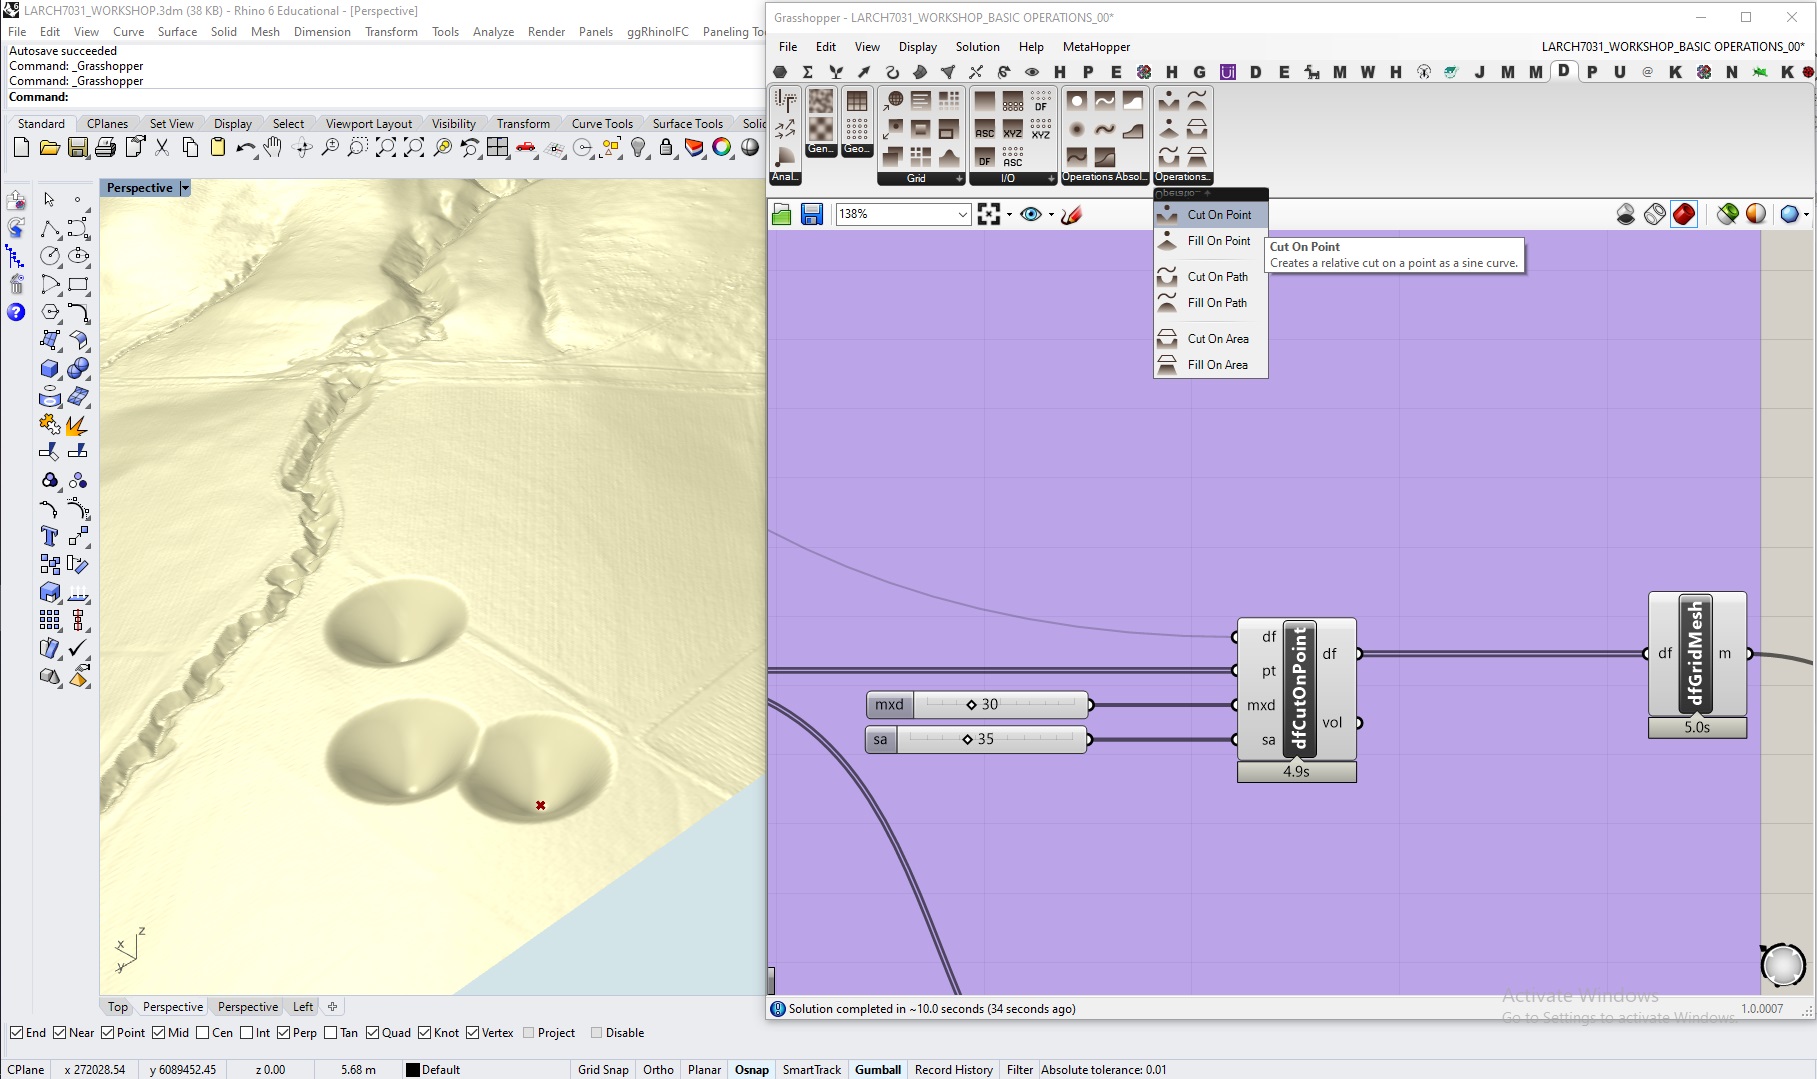 LARCH7031_WORKSHOP.3dm (38 KB) - Rhino 6 Educational - [Perspective]
File Edit View Curve Surface Solid Mesh Dimension Transform Tools Analyze Render Panels ggRhinoIFC Paneling To
Autosave succeeded
Command: _Grasshopper
Command: _Grasshopper
Command:
Standard CPlanes Set View Display Select Viewport Layout Visibility Transform Curve Tools Surface Tools Solid
Perspective
z
x
y
Top Perspective Perspective Left
End Near Point Mid Cen Int Perp Tan Quad Knot Vertex Project Disable
CPlane x 272028.54 y 6089452.45 z 0.00 5.68 m Default Grid Snap Ortho Planar Osnap SmartTrack Gumball Record History Filter Absolute tolerance: 0.01
Grasshopper - LARCH7031_WORKSHOP_BASIC OPERATIONS_00*
File Edit View Display Solution Help MetaHopper LARCH7031_WORKSHOP_BASIC OPERATIONS_00*
H P E H G Ui D E M W H J M M D P U @ K N K
DF
ASC XYZ XYZ
DF ASC
Anal.. Gen... Geo... Grid I/O Operations Absol... Operations..
138%
Cut On Point
Fill On Point
Cut On Path
Fill On Path
Cut On Area
Fill On Area
Cut On Point
Creates a relative cut on a point as a sine curve.
mxd 30
sa 35
df
pt
mxd
sa
dfCutOnPoint
df
vol
4.9s
df
dfGridMesh
m
5.0s
Activate Windows
Go to Settings to activate Windows.
Solution completed in ~10.0 seconds (34 seconds ago)
1.0.0007